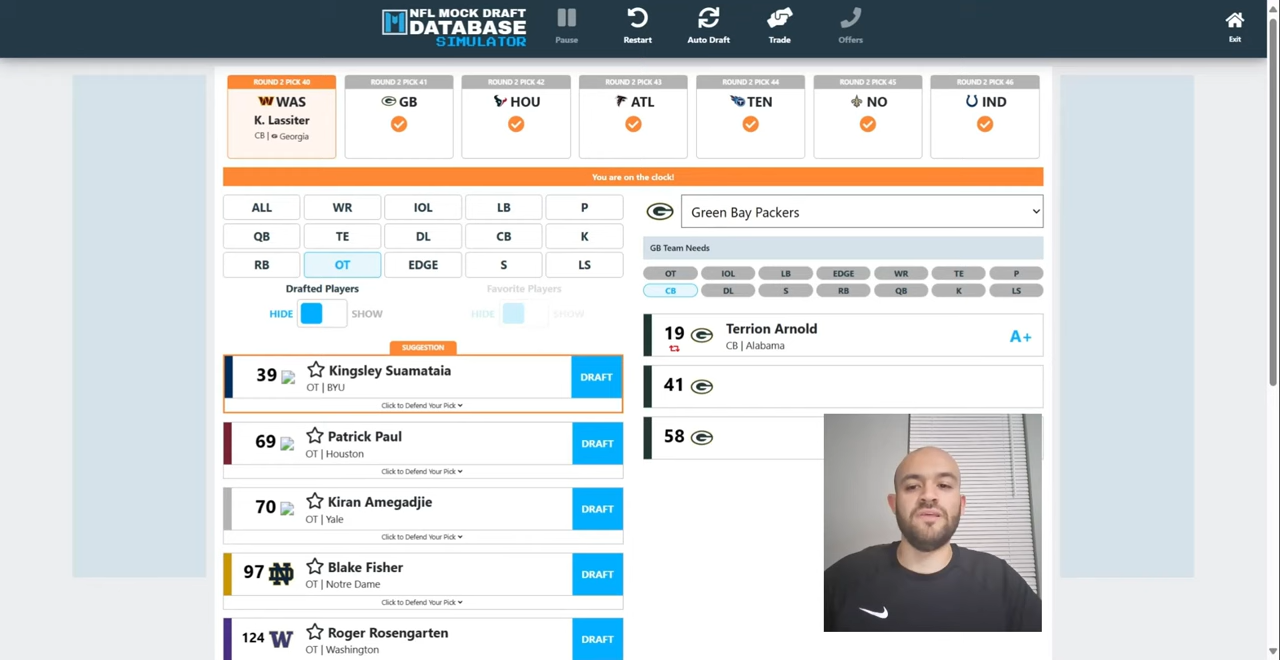 NFL MOCK DRAFT
DATABASE
SIMULATOR
Pause
Restart
Auto Draft
Trade
Offers
Exit
ROUND 2 PICK 40
WAS
K. Lassiter
CB | Georgia
ROUND 2 PICK 41
GB
ROUND 2 PICK 42
HOU
ROUND 2 PICK 43
ATL
ROUND 2 PICK 44
TEN
ROUND 2 PICK 45
NO
ROUND 2 PICK 46
IND
You are on the clock!
ALL WR IOL LB P
QB TE DL CB K
RB OT EDGE S LS
Drafted Players
HIDE SHOW
Favorite Players
HIDE SHOW
SUGGESTION
39 Kingsley Suamataia DRAFT
OT | BYU
Click to Defend Your Pick
69 Patrick Paul DRAFT
OT | Houston
Click to Defend Your Pick
70 Kiran Amegadjie DRAFT
OT | Yale
Click to Defend Your Pick
97 Blake Fisher DRAFT
OT | Notre Dame
Click to Defend Your Pick
124 Roger Rosengarten DRAFT
OT | Washington
Green Bay Packers
GB Team Needs
OT IOL LB EDGE WR TE P
CB DL S RB QB K LS
19 Terrion Arnold A+
CB | Alabama
41
58